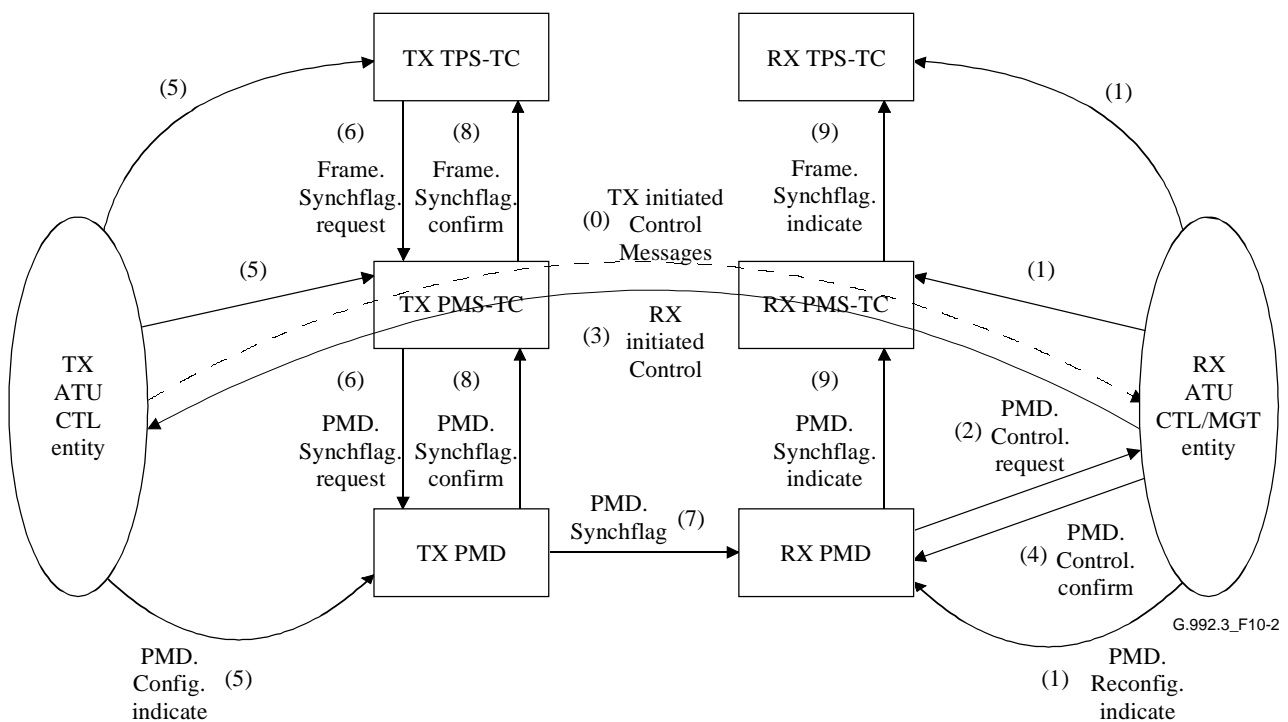 TX TPS-TC
RX TPS-TC
(5)
(1)
(6)
(8)
(9)
Frame.
Synchflag.
request
Frame.
Synchflag.
confirm
Frame.
Synchflag.
indicate
(0)
TX initiated
Control
Messages
(5)
(1)
TX PMS-TC
RX PMS-TC
(3)
RX
initiated
Control
TX
ATU
CTL
entity
RX
ATU
CTL/MGT
entity
(6)
(8)
(9)
PMD.
Synchflag.
request
PMD.
Synchflag.
confirm
PMD.
Synchflag.
indicate
(2)
PMD.
Control.
request
PMD.
Synchflag
(7)
TX PMD
RX PMD
(4)
PMD.
Control.
confirm
G.992.3_F10-2
PMD.
Config.
indicate
(5)
(1)
PMD.
Reconfig.
indicate